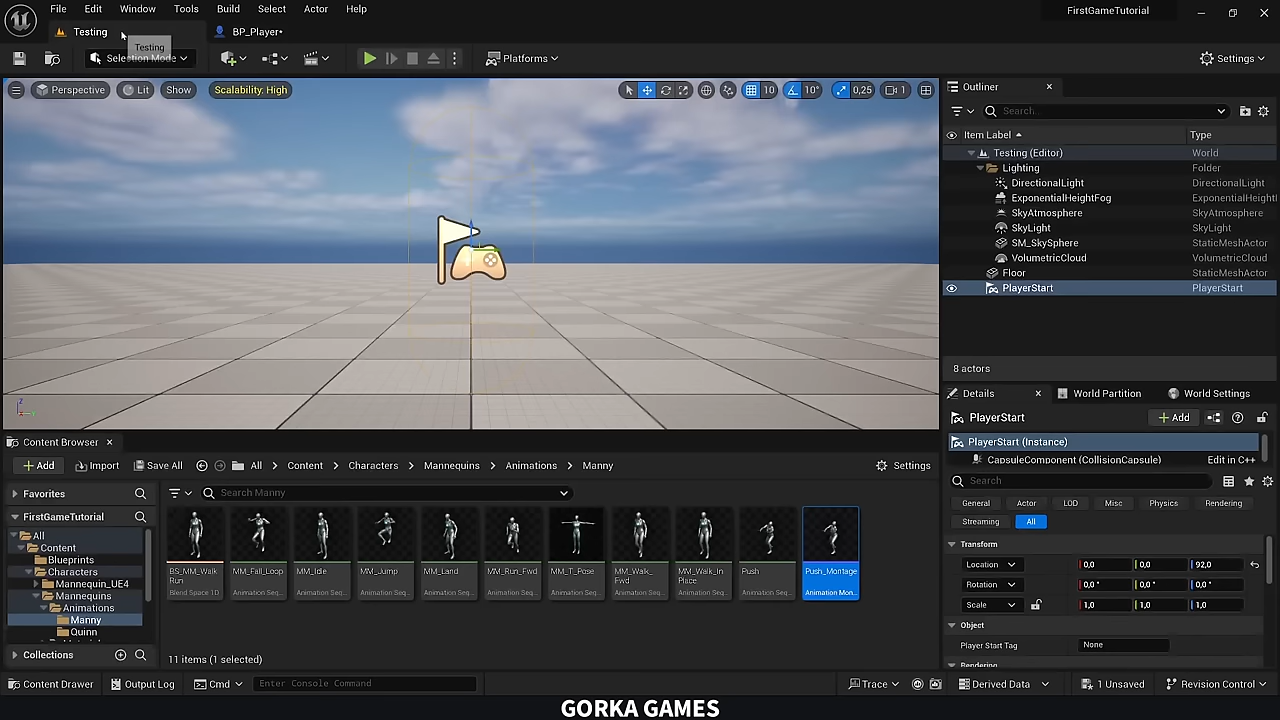 File Edit Window Tools Build Select Actor Help
FirstGameTutorial
Testing
BP_Player•
Testing
Selection Mode
Platforms
Settings
Perspective Lit Show Scalability: High
10 10° 0,25 1
Outliner
Search...
Item Label Type
Testing (Editor) World
Lighting Folder
DirectionalLight DirectionalLight
ExponentialHeightFog ExponentialHeight
SkyAtmosphere SkyAtmosphere
SkyLight SkyLight
SM_SkySphere StaticMeshActor
VolumetricCloud VolumetricCloud
Floor StaticMeshActor
PlayerStart PlayerStart
8 actors
Details World Partition World Settings
PlayerStart
Add
PlayerStart (Instance)
CapsuleComponent (CollisionCapsule) Edit in C++
Search
General Actor LOD Misc Physics Rendering
Streaming All
Transform
Location 0,0 0,0 92,0
Rotation 0,0 ° 0,0 ° 0,0 °
Scale 1,0 1,0 1,0
Object
Player Start Tag None
Rendering
Content Browser
Add Import Save All All Content Characters Mannequins Animations Manny Settings
Favorites
Search Manny
FirstGameTutorial
All
Content
Blueprints
Characters
Mannequin_UE4
Mannequins
Animations
Manny
Quinn
Collections
BS_MM_Walk
Run
Blend Space 1D
MM_Fall_Loop
Animation Seq...
MM_Idle
Animation Seq...
MM_Jump
Animation Seq...
MM_Land
Animation Seq...
MM_Run_Fwd
Animation Seq...
MM_T_Pose
Animation Seq...
MM_Walk_
Fwd
Animation Seq...
MM_Walk_In
Place
Animation Seq...
Push
Animation Seq...
Push_Montage
Animation Mon...
11 items (1 selected)
Content Drawer Output Log Cmd Enter Console Command Trace Derived Data 1 Unsaved Revision Control
GORKA GAMES